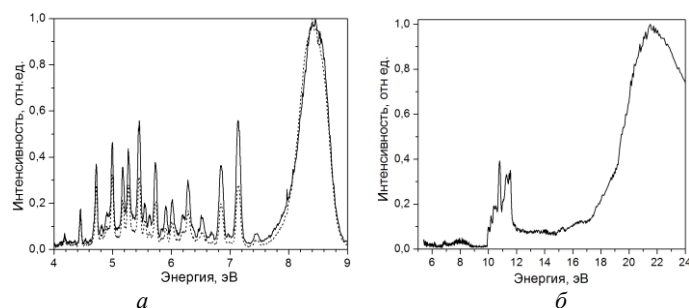 Интенсивность, отн.ед.
1,0
0,8
0,6
0,4
0,2
0,0
4 5 6 7 8 9
Энергия, эВ
а
Интенсивность, отн ед.
1,0
0,8
0,6
0,4
0,2
0,0
6 8 10 12 14 16 18 20 22 24
Энергия, эВ
б